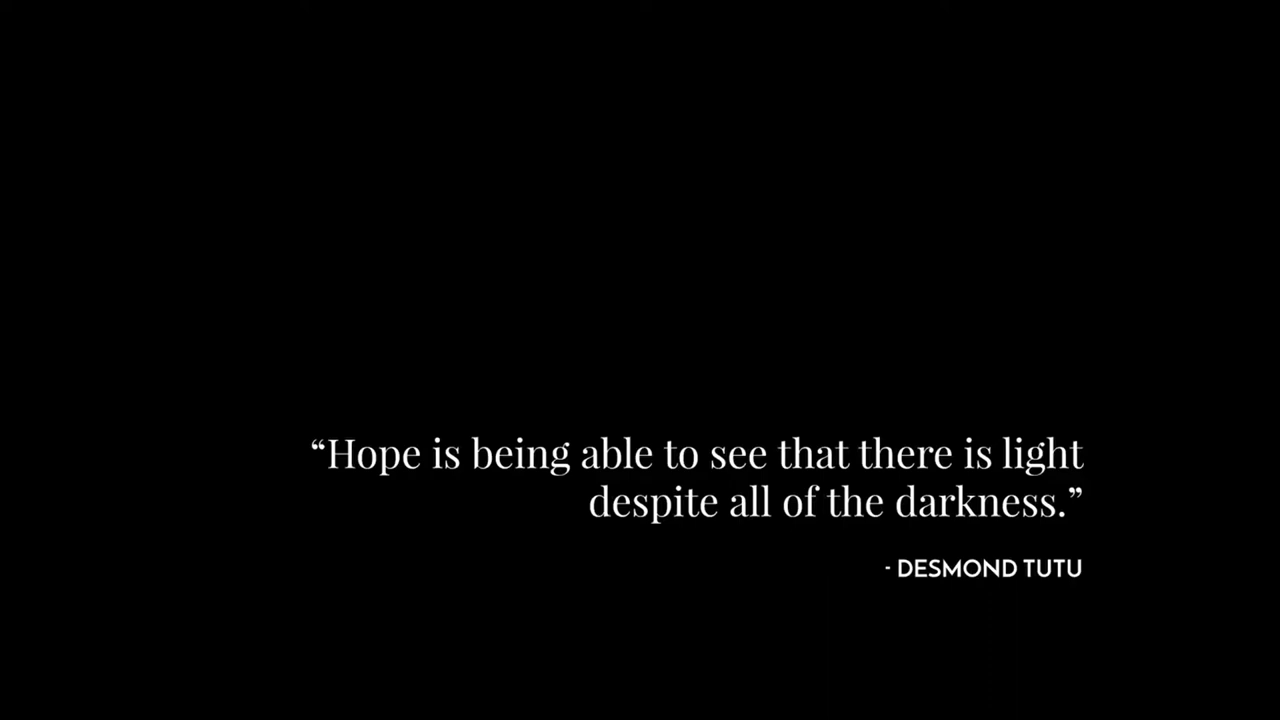 “Hope is being able to see that there is light
despite all of the darkness.”
- DESMOND TUTU